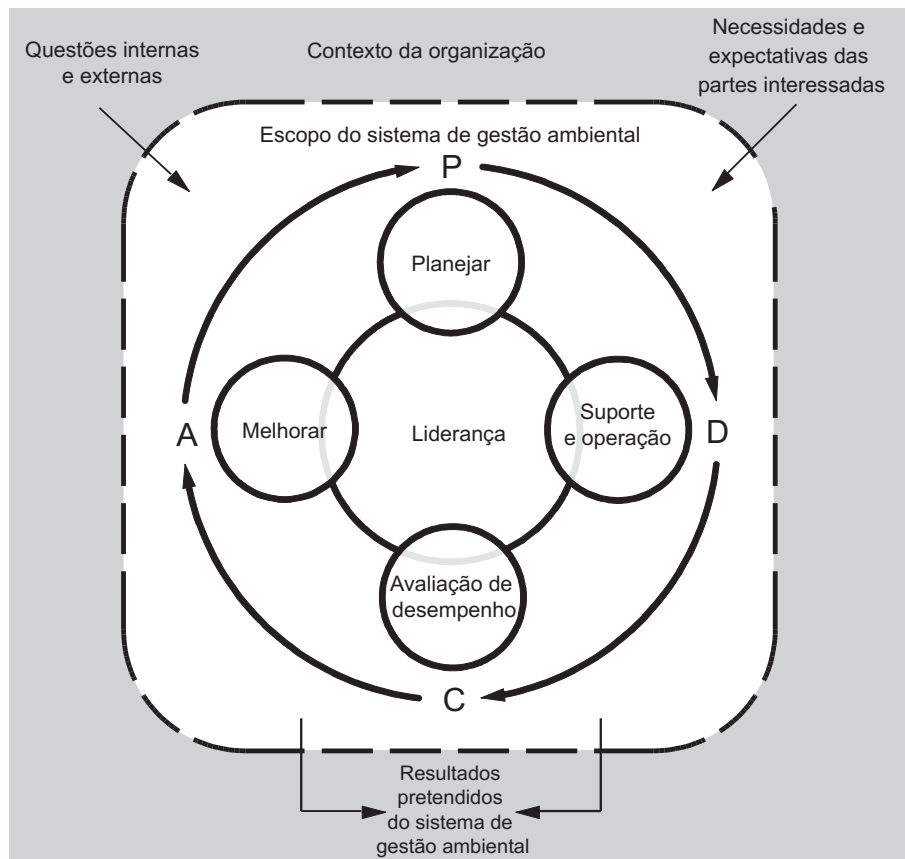 Questões internas
e externas
Contexto da organização
Necessidades e
expectativas das
partes interessadas
Escopo do sistema de gestão ambiental
P
Planejar
A
Melhorar
Liderança
Suporte
e operação
D
Avaliação de
desempenho
C
Resultados
pretendidos
do sistema de
gestão ambiental